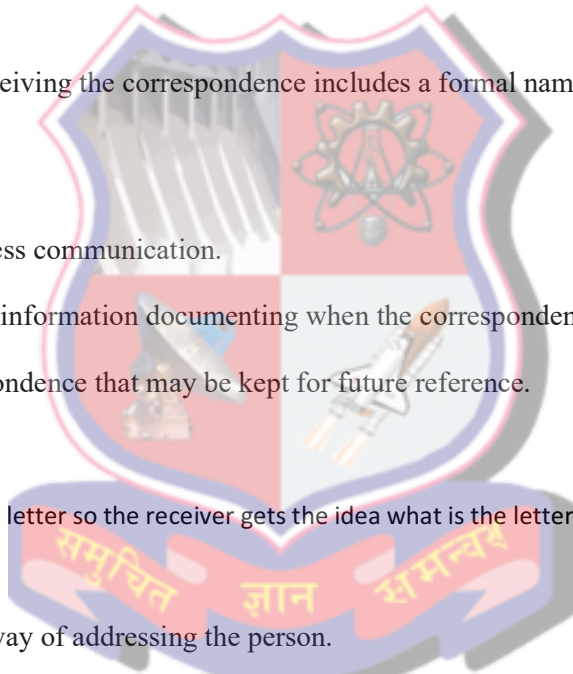 eiving the correspondence includes a formal nam
ess communication.
information documenting when the corresponden
ondence that may be kept for future reference.
letter so the receiver gets the idea what is the letter
समुचित ज्ञान समन्वय
vay of addressing the person.